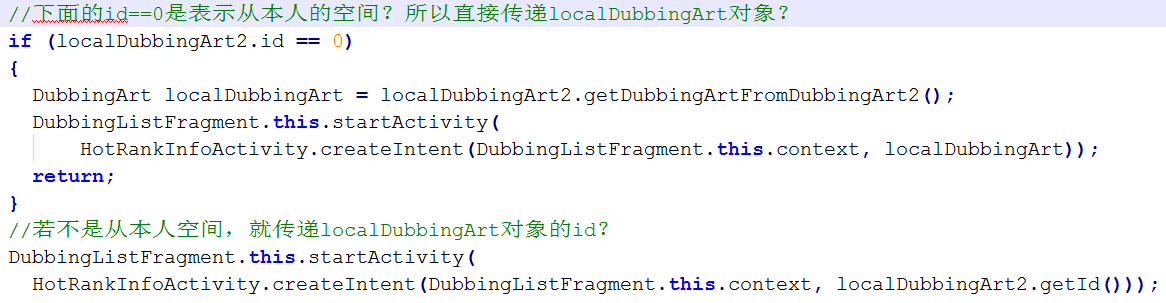 //下面的id==0是表示从本人的空间？所以直接传递localDubbingArt对象？
if (localDubbingArt2.id == 0)
{
  DubbingArt localDubbingArt = localDubbingArt2.getDubbingArtFromDubbingArt2();
  DubbingListFragment.this.startActivity(
      HotRankInfoActivity.createIntent(DubbingListFragment.this.context, localDubbingArt));
  return;
}
//若不是从本人空间，就传递localDubbingArt对象的id？
DubbingListFragment.this.startActivity(
  HotRankInfoActivity.createIntent(DubbingListFragment.this.context, localDubbingArt2.getId()));